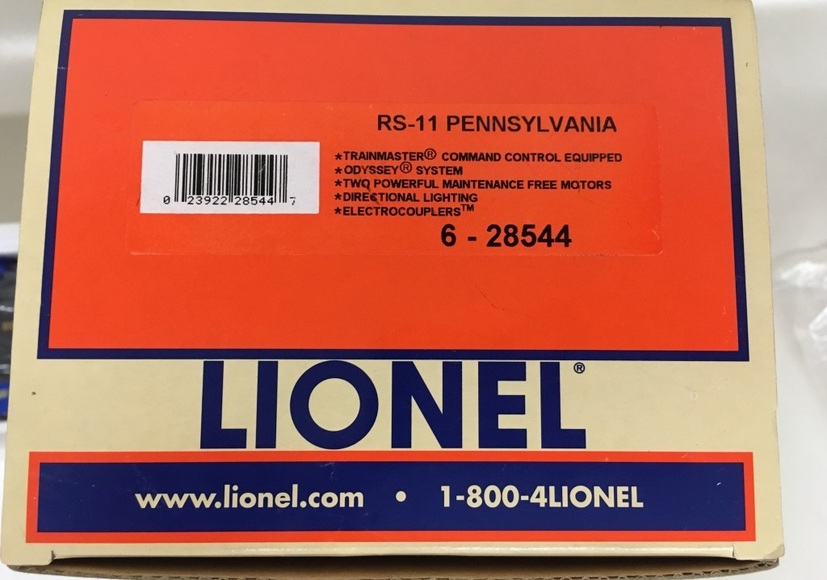 RS-11 PENNSYLVANIA
*TRAINMASTER® COMMAND CONTROL EQUIPPED
*ODYSSEY® SYSTEM
*TWO POWERFUL MAINTENANCE FREE MOTORS
*DIRECTIONAL LIGHTING
*ELECTROCOUPLERS™
6 - 28544
0 23922 28544 7
LIONEL®
www.lionel.com • 1-800-4LIONEL